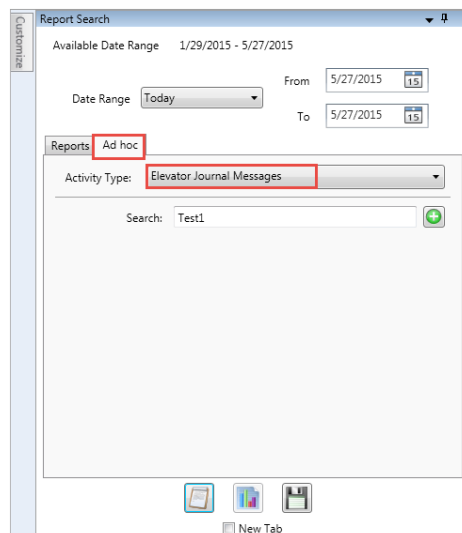 Customize
Report Search
Available Date Range 1/29/2015 - 5/27/2015
From 5/27/2015 15
Date Range Today
To 5/27/2015 15
Reports Ad hoc
Activity Type: Elevator Journal Messages
Search: Test1
New Tab